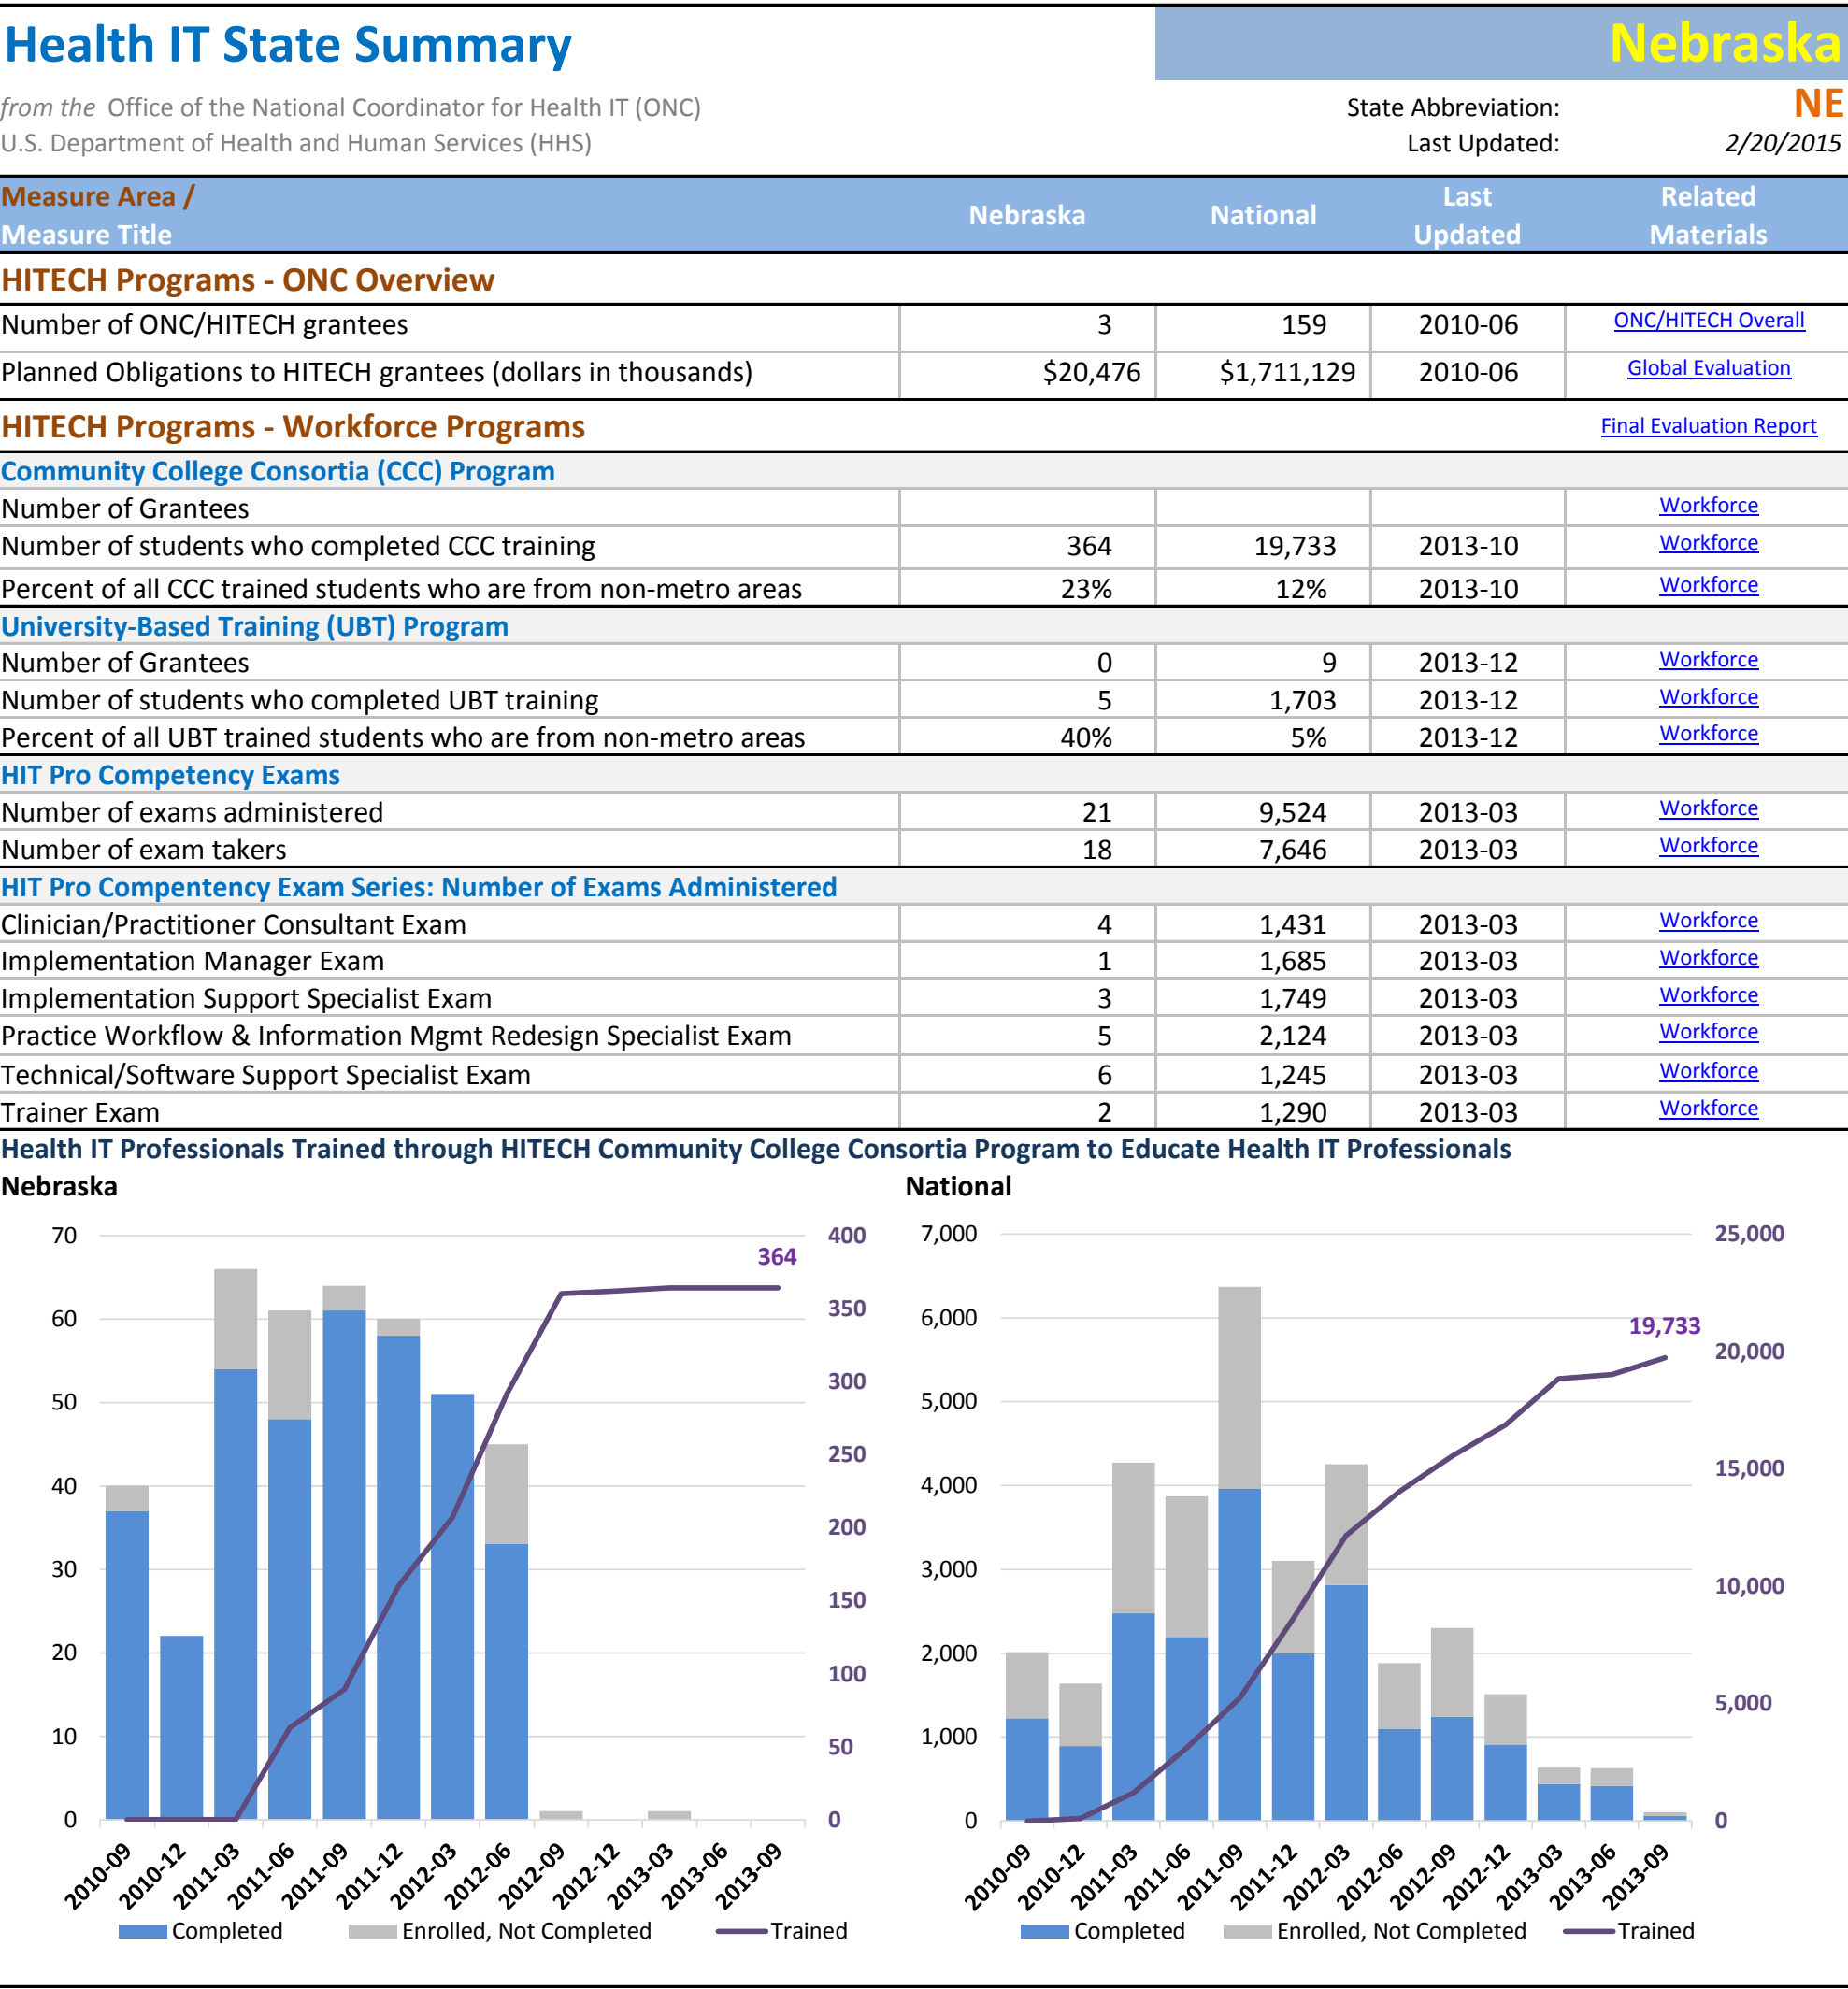 Health IT State Summary Nebraska
from the Office of the National Coordinator for Health IT (ONC) State Abbreviation: NE
U.S. Department of Health and Human Services (HHS) Last Updated: 2/20/2015
Measure Area / Measure Title Nebraska National Last Updated Related Materials
HITECH Programs - ONC Overview
Number of ONC/HITECH grantees 3 159 2010-06 ONC/HITECH Overall
Planned Obligations to HITECH grantees (dollars in thousands) $20,476 $1,711,129 2010-06 Global Evaluation
HITECH Programs - Workforce Programs Final Evaluation Report
Community College Consortia (CCC) Program
Number of Grantees Workforce
Number of students who completed CCC training 364 19,733 2013-10 Workforce
Percent of all CCC trained students who are from non-metro areas 23% 12% 2013-10 Workforce
University-Based Training (UBT) Program
Number of Grantees 0 9 2013-12 Workforce
Number of students who completed UBT training 5 1,703 2013-12 Workforce
Percent of all UBT trained students who are from non-metro areas 40% 5% 2013-12 Workforce
HIT Pro Competency Exams
Number of exams administered 21 9,524 2013-03 Workforce
Number of exam takers 18 7,646 2013-03 Workforce
HIT Pro Compentency Exam Series: Number of Exams Administered
Clinician/Practitioner Consultant Exam 4 1,431 2013-03 Workforce
Implementation Manager Exam 1 1,685 2013-03 Workforce
Implementation Support Specialist Exam 3 1,749 2013-03 Workforce
Practice Workflow & Information Mgmt Redesign Specialist Exam 5 2,124 2013-03 Workforce
Technical/Software Support Specialist Exam 6 1,245 2013-03 Workforce
Trainer Exam 2 1,290 2013-03 Workforce
Health IT Professionals Trained through HITECH Community College Consortia Program to Educate Health IT Professionals
Nebraska
70
60
50
40
30
20
10
0
364
400
350
300
250
200
150
100
50
0
2010-09 2010-12 2011-03 2011-06 2011-09 2011-12 2012-03 2012-06 2012-09 2012-12 2013-03 2013-06 2013-09
Completed Enrolled, Not Completed Trained
National
7,000
6,000
5,000
4,000
3,000
2,000
1,000
0
19,733
25,000
20,000
15,000
10,000
5,000
0
2010-09 2010-12 2011-03 2011-06 2011-09 2011-12 2012-03 2012-06 2012-09 2012-12 2013-03 2013-06 2013-09
Completed Enrolled, Not Completed Trained